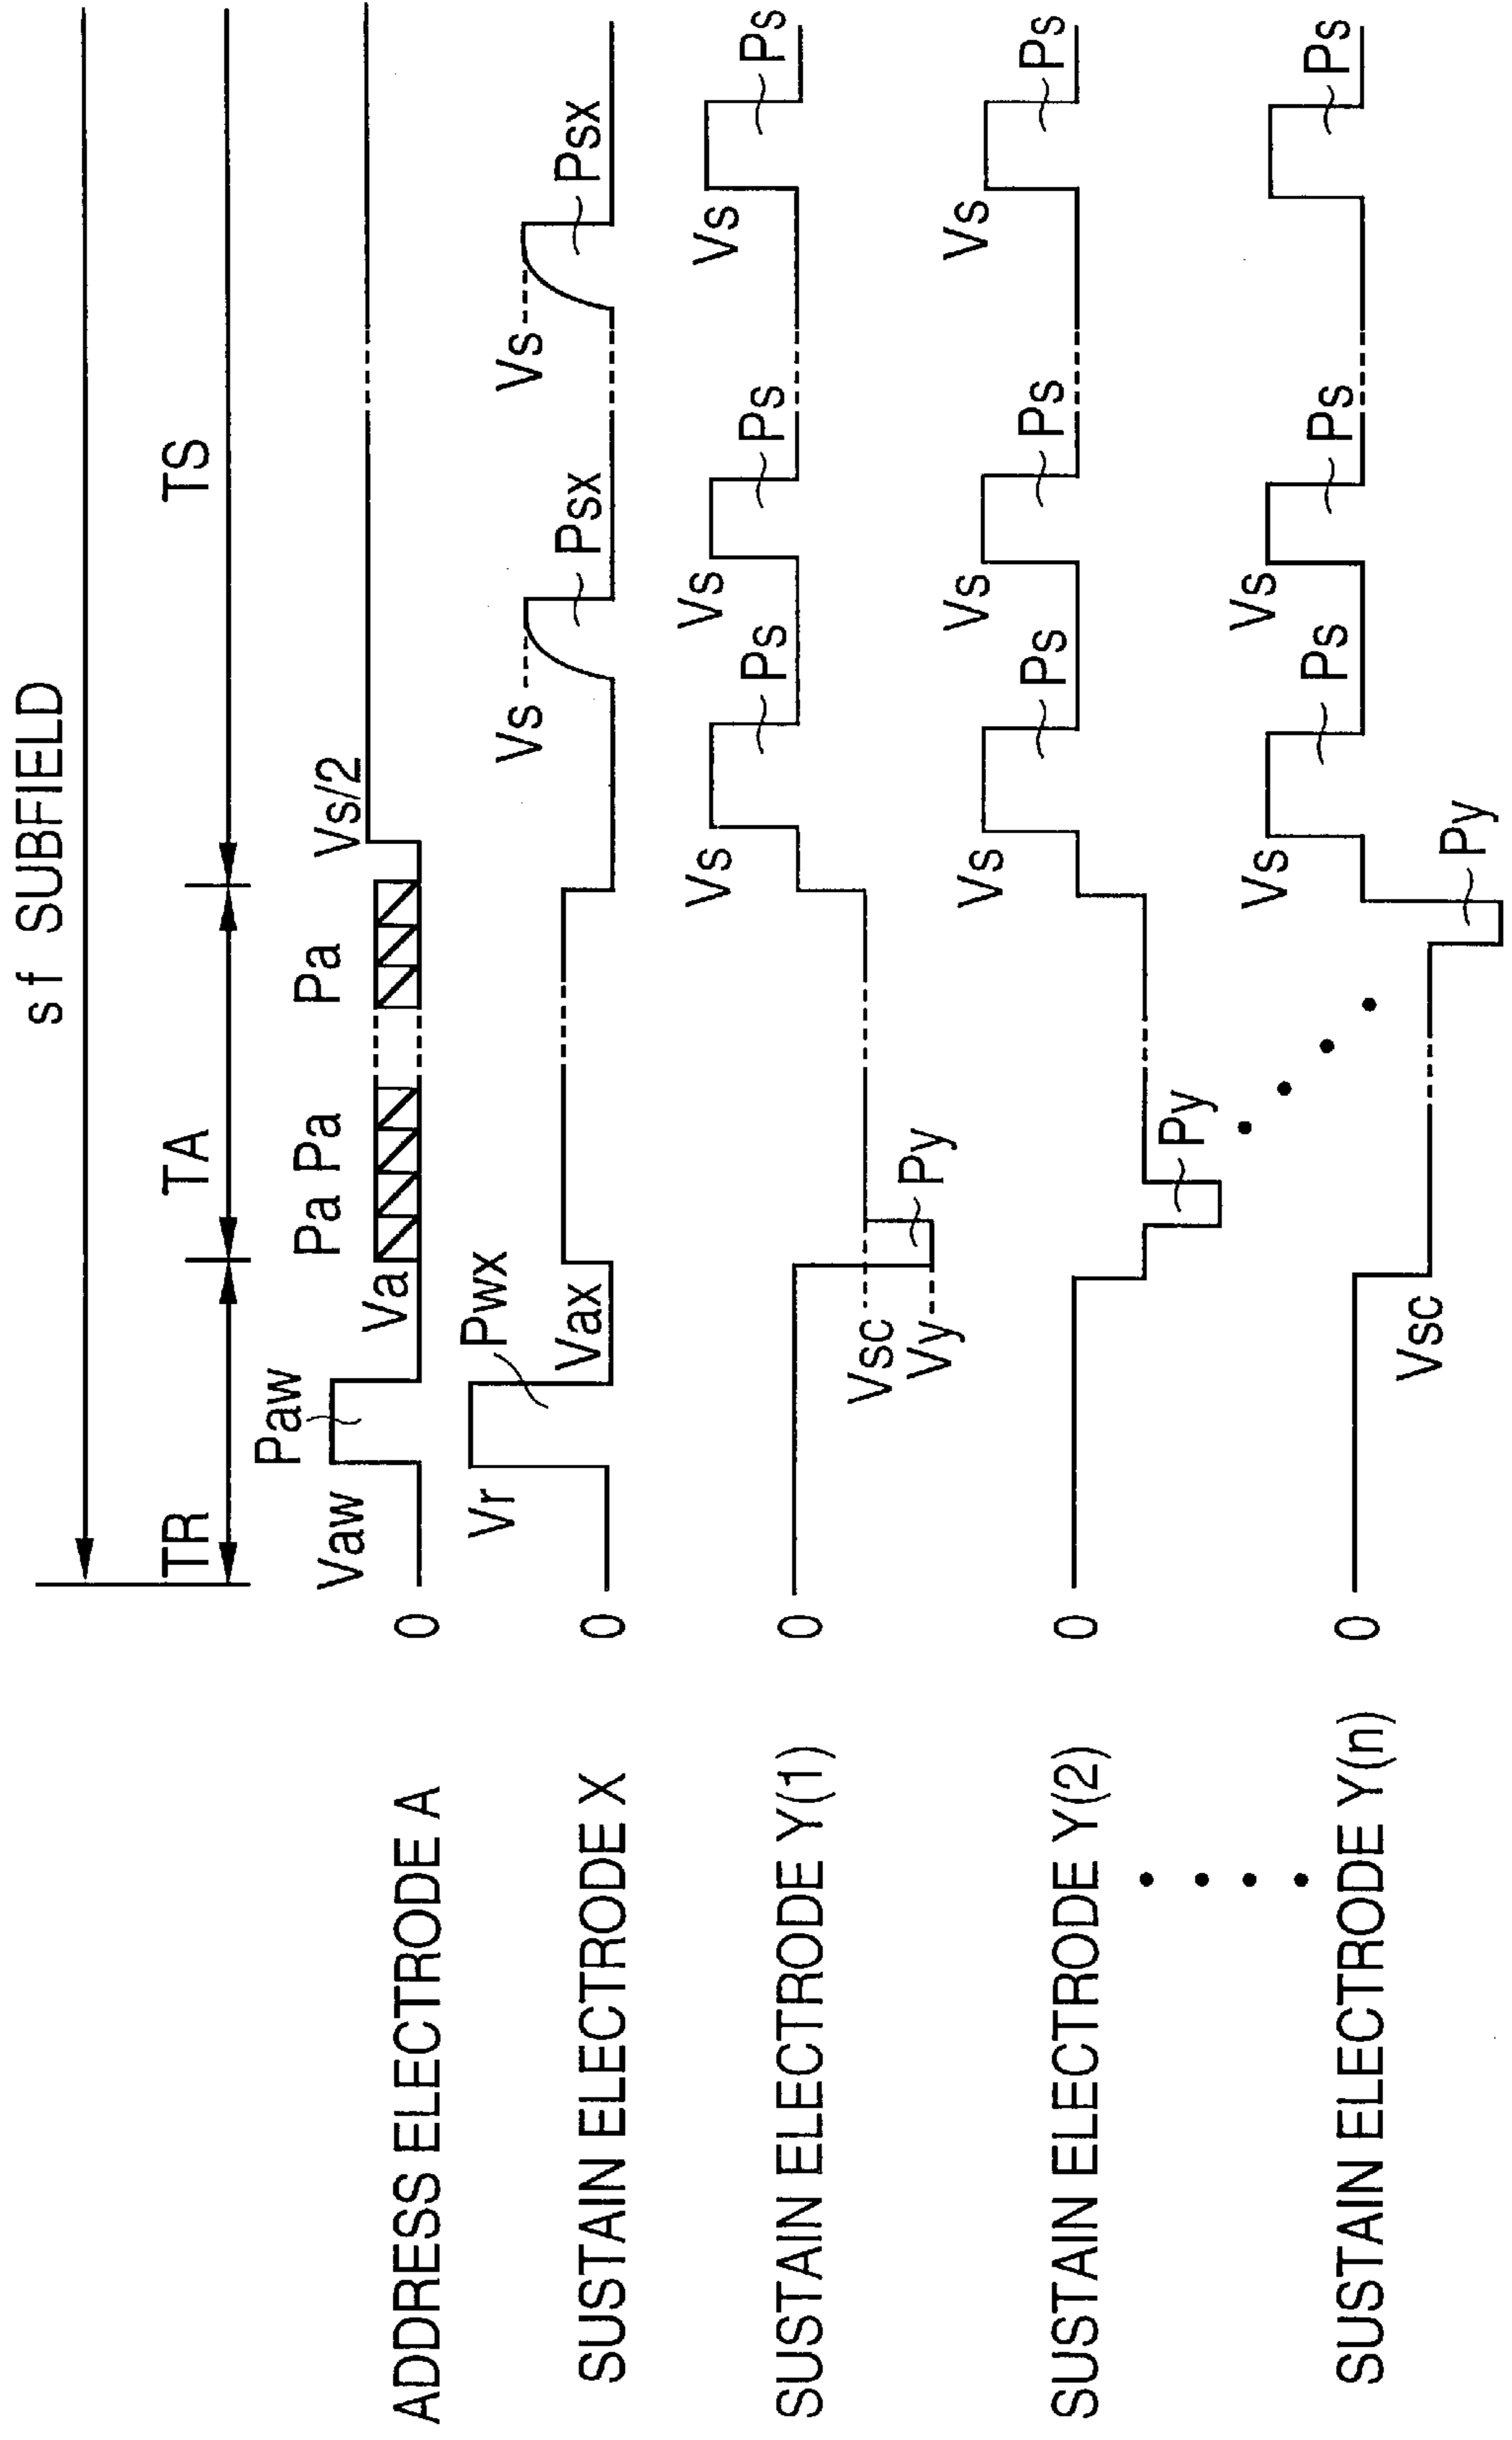 sf SUBFIELD
TR TA TS
Vaw Paw Va Pa Pa Pa Vs/2
ADDRESS ELECTRODE A 0
Vr Pwx Vax Vs Psx Vs Psx
SUSTAIN ELECTRODE X 0
Vs Ps Vs Ps Vs Ps
SUSTAIN ELECTRODE Y(1) 0
Vsc Py
Vy
Vs Ps Vs Ps Vs Ps
SUSTAIN ELECTRODE Y(2) 0
Py
Vs Ps Vs Ps Ps
SUSTAIN ELECTRODE Y(n) 0
Vsc Py